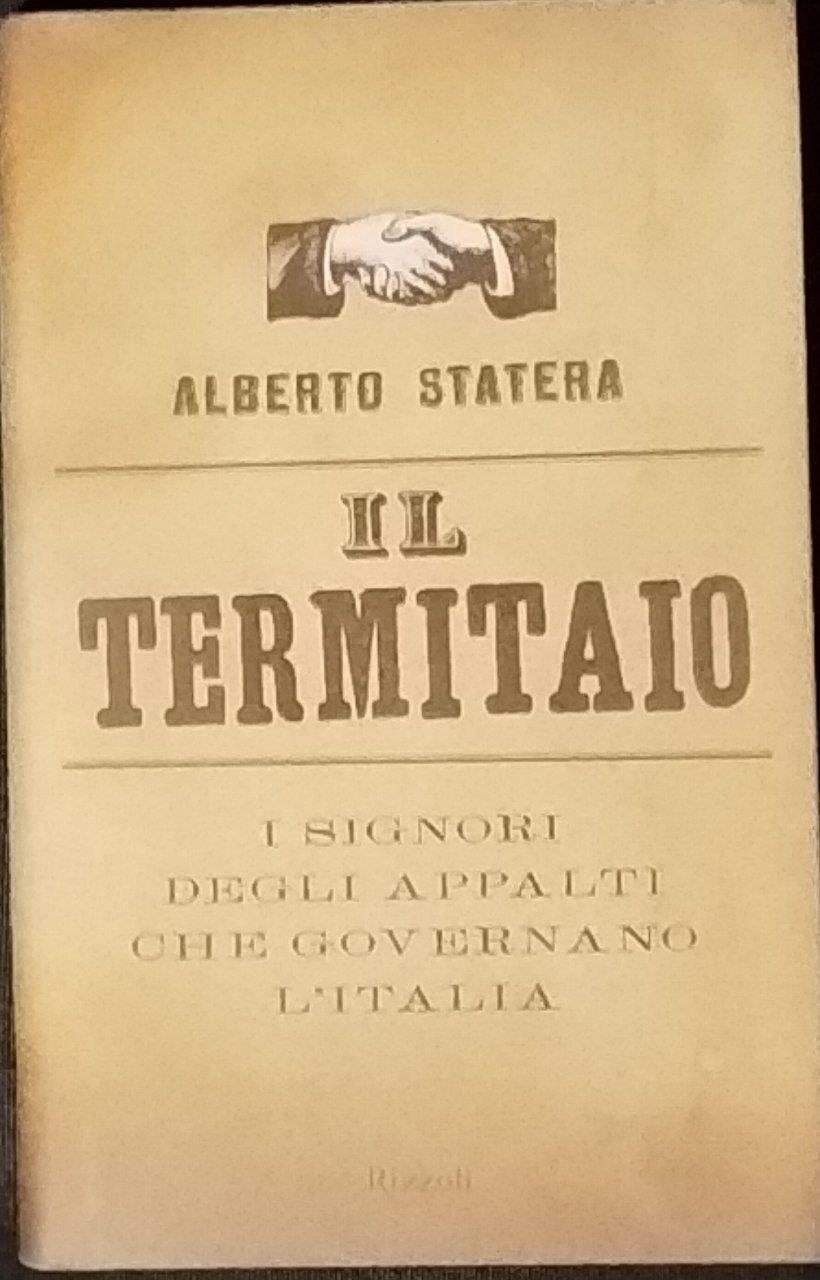 ALBERTO STATERA
IL
TERMITAIO
I SIGNORI
DEGLI APPALTI
CHE GOVERNANO
L'ITALIA
Rizzoli